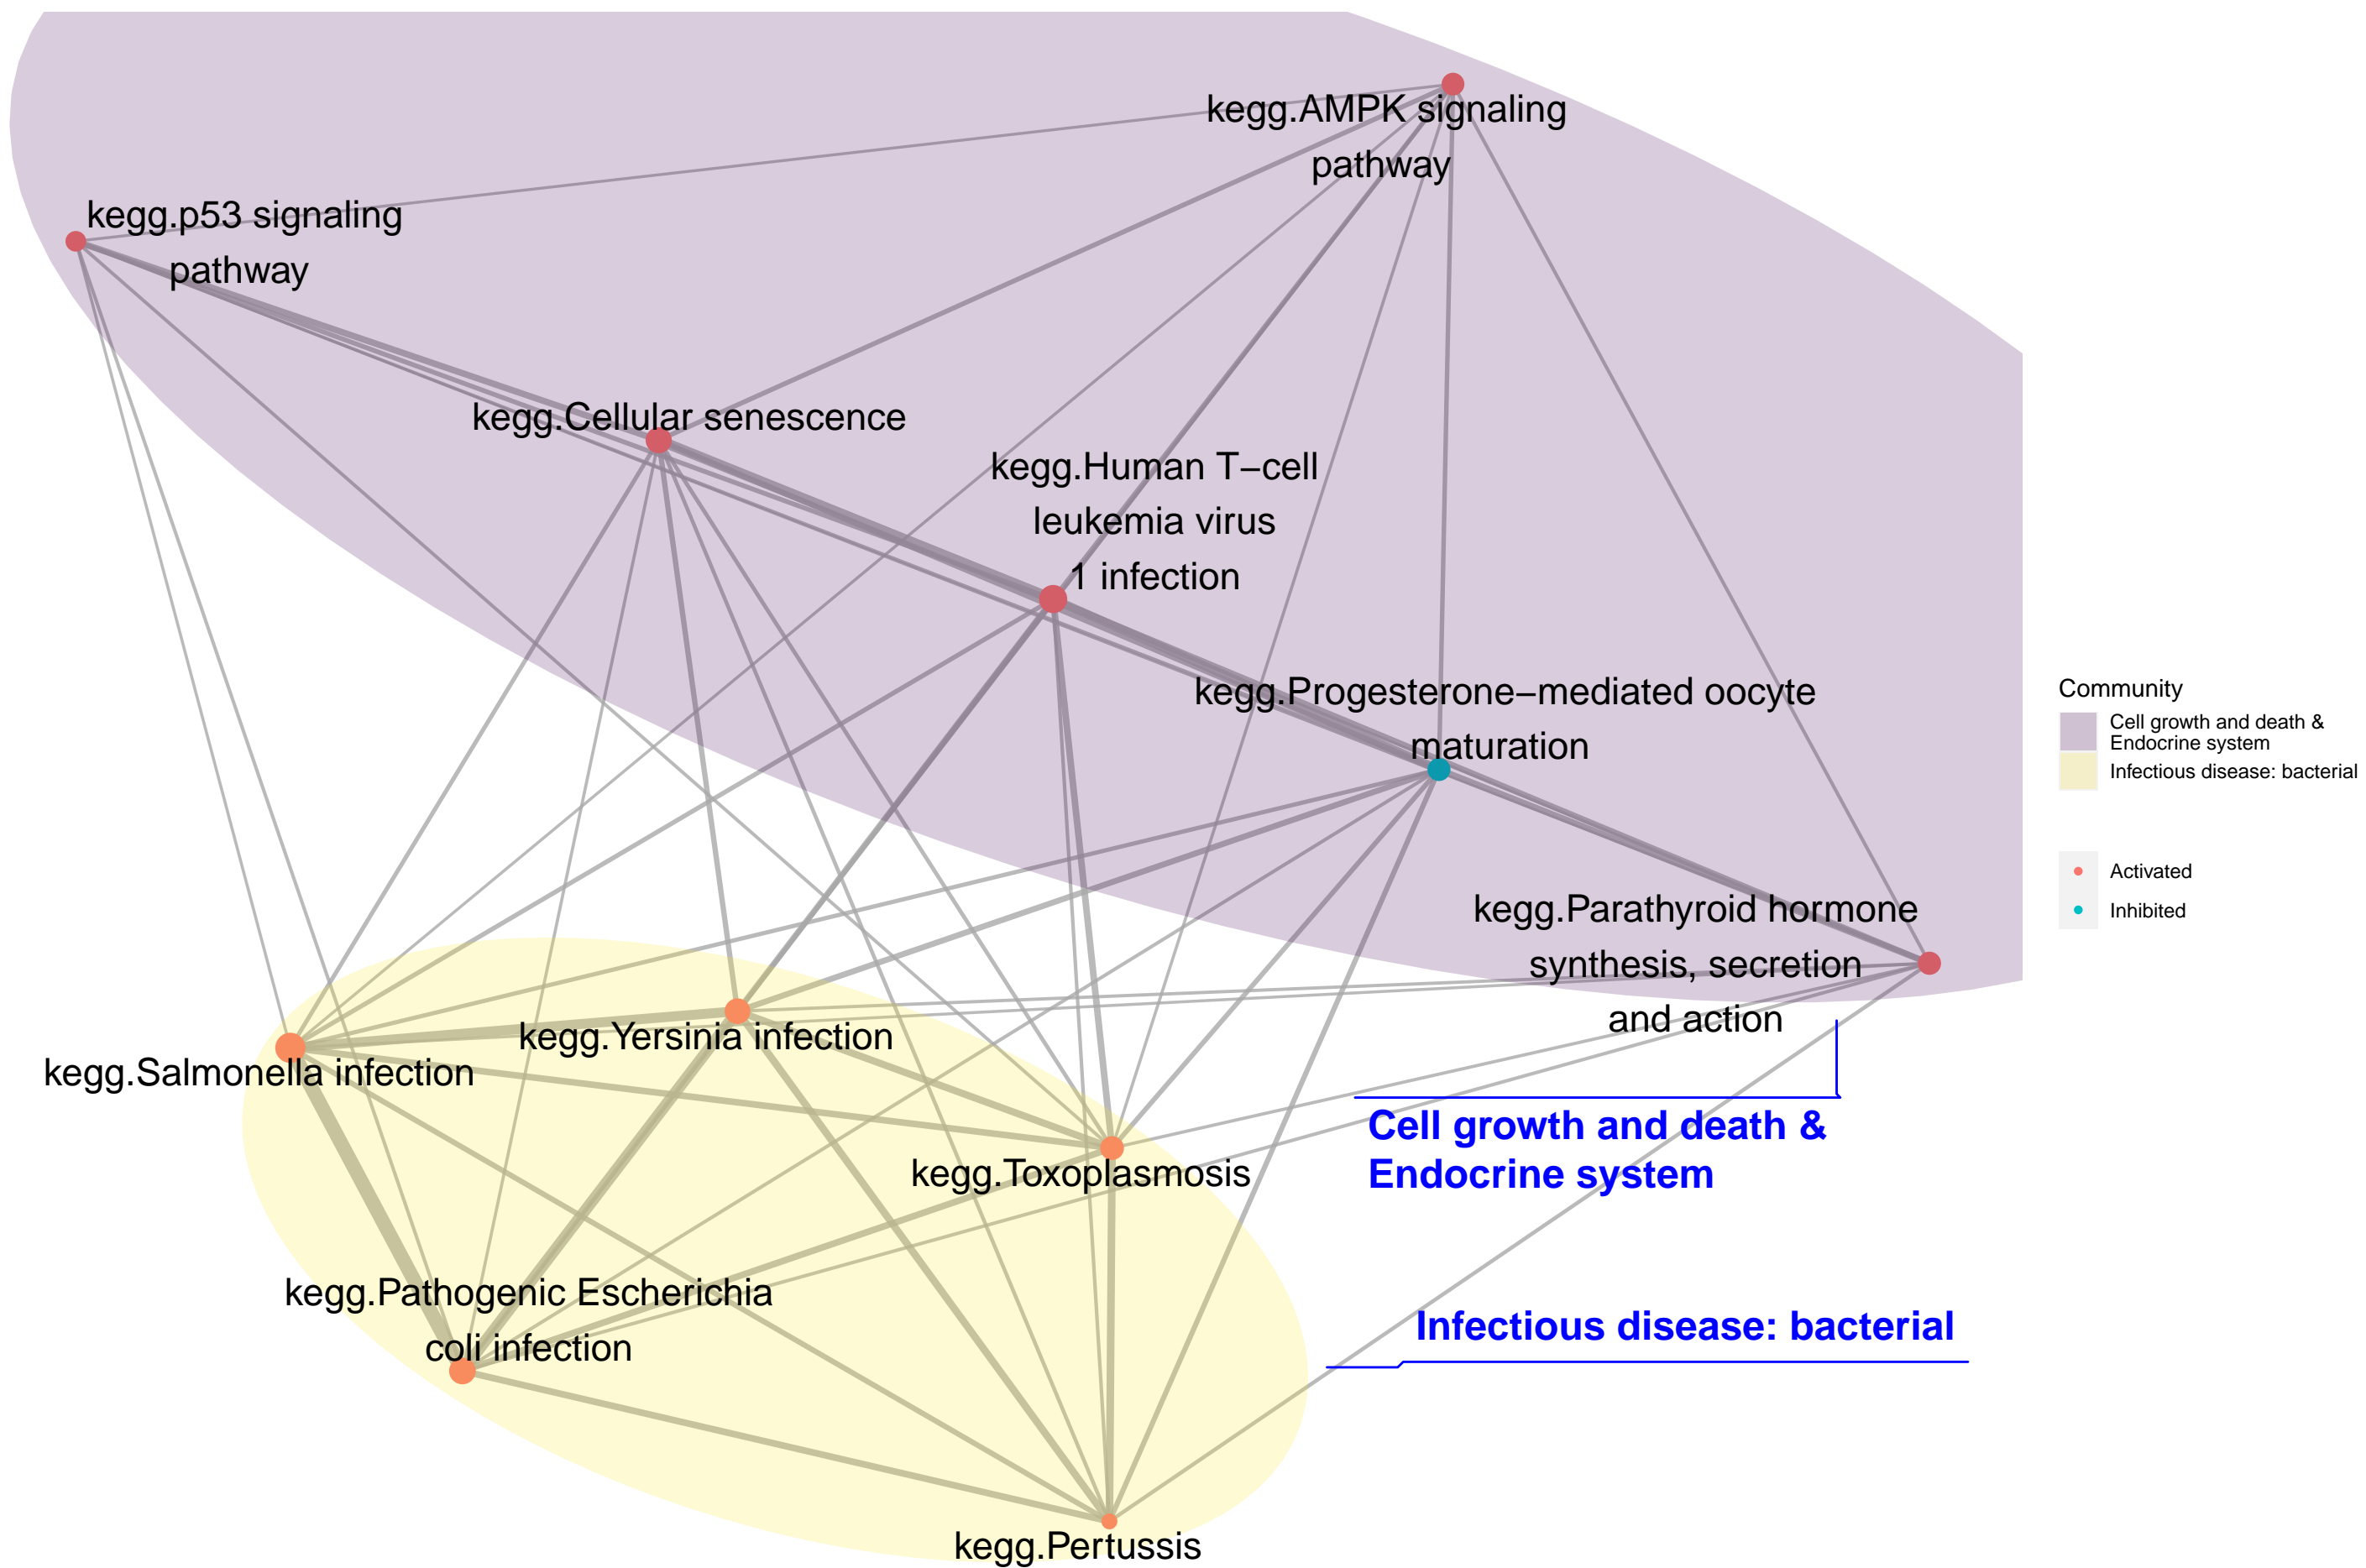 kegg.AMPK signaling
pathway
kegg.p53 signaling
pathway
kegg.Cellular senescence
kegg.Human T−cell
leukemia virus
1 infection
kegg.Progesterone−mediated oocyte
maturation
kegg.Parathyroid hormone
synthesis, secretion
and action
kegg.Yersinia infection
kegg.Salmonella infection
kegg.Toxoplasmosis
kegg.Pathogenic Escherichia
coli infection
kegg.Pertussis
Cell growth and death &
Endocrine system
Infectious disease: bacterial
Community
Cell growth and death &
Endocrine system
Infectious disease: bacterial
Activated
Inhibited